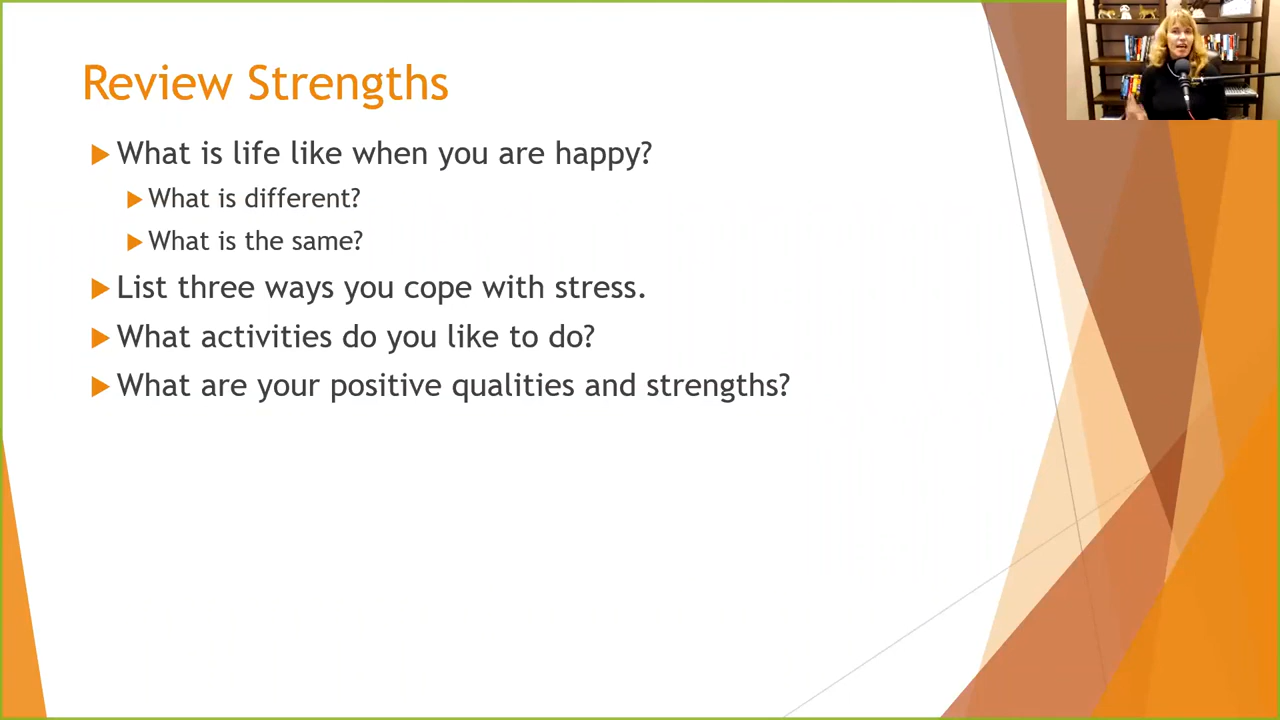 Review Strengths
What is life like when you are happy?
What is different?
What is the same?
List three ways you cope with stress.
What activities do you like to do?
What are your positive qualities and strengths?